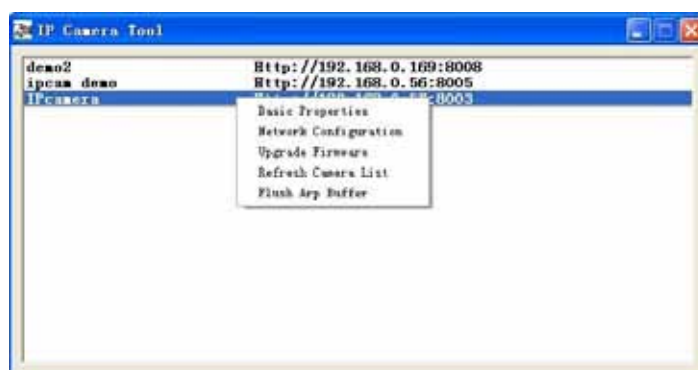 IP Camera Tool
demo2 Http://192.168.0.169:8008
ipcam demo Http://192.168.0.56:8005
IPcamera :8003
Basic Properties
Network Configuration
Upgrade Firmware
Refresh Camera List
Flush Arp Buffer